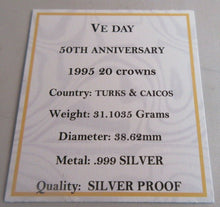 VE DAY
50TH ANNIVERSARY
1995 20 crowns
Country: TURKS & CAICOS
Weight: 31.1035 Grams
Diameter: 38.62mm
Metal: .999 SILVER
Quality: SILVER PROOF